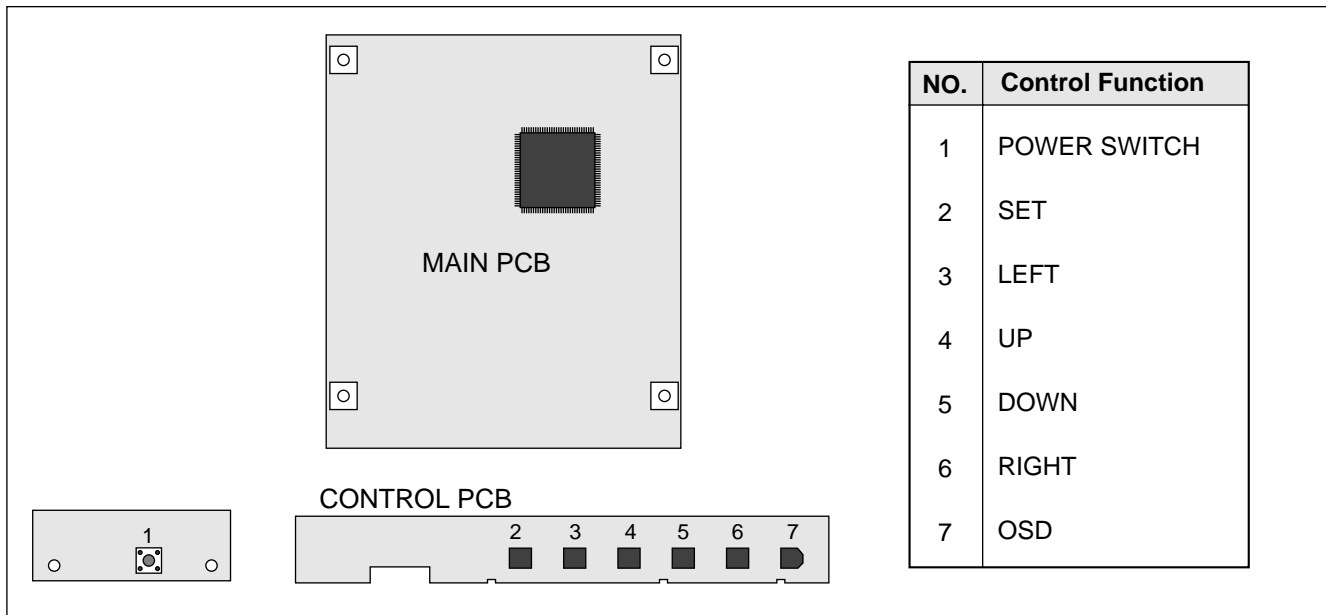 MAIN PCB
CONTROL PCB
1
2 3 4 5 6 7
NO. Control Function
1 POWER SWITCH
2 SET
3 LEFT
4 UP
5 DOWN
6 RIGHT
7 OSD